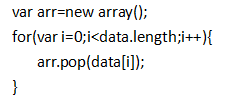 var arr=new array();
for(var i=0;i<data.length;i++){
arr.pop(data[i]);
}